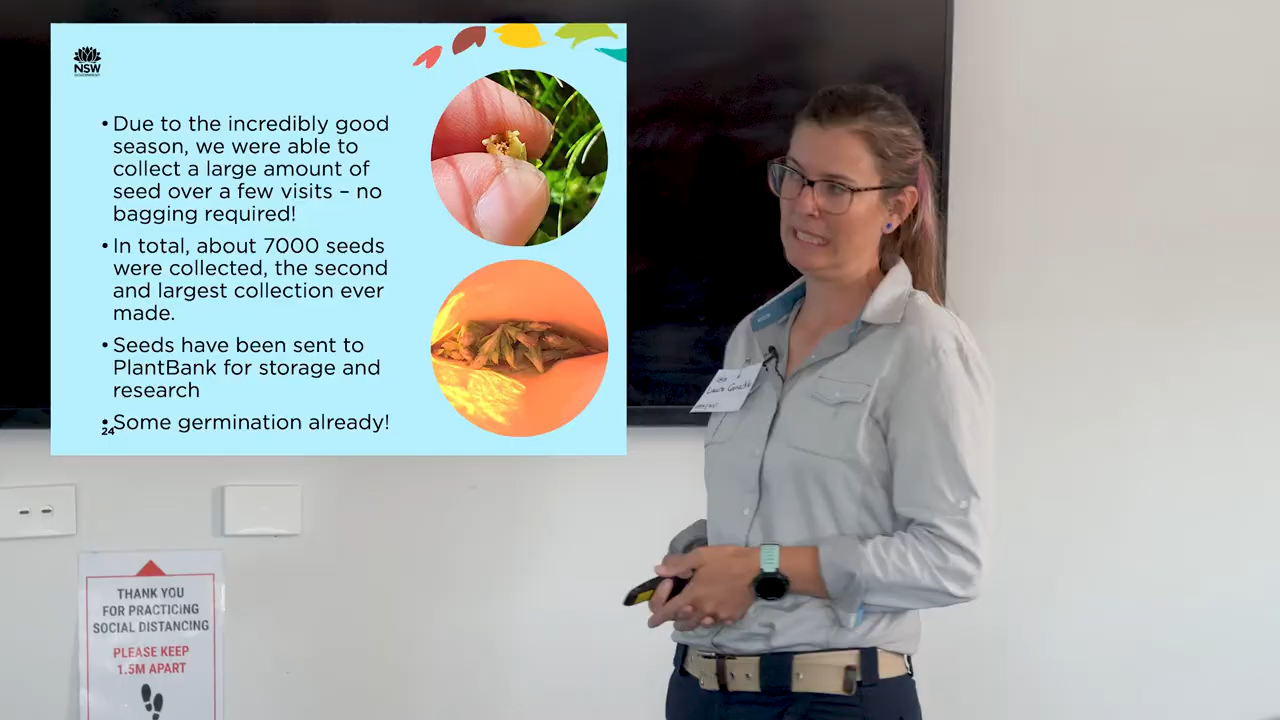 NSW
GOVERNMENT
• Due to the incredibly good
season, we were able to
collect a large amount of
seed over a few visits – no
bagging required!
• In total, about 7000 seeds
were collected, the second
and largest collection ever
made.
• Seeds have been sent to
PlantBank for storage and
research
• Some germination already!
24
THANK YOU
FOR PRACTICING
SOCIAL DISTANCING
PLEASE KEEP
1.5M APART